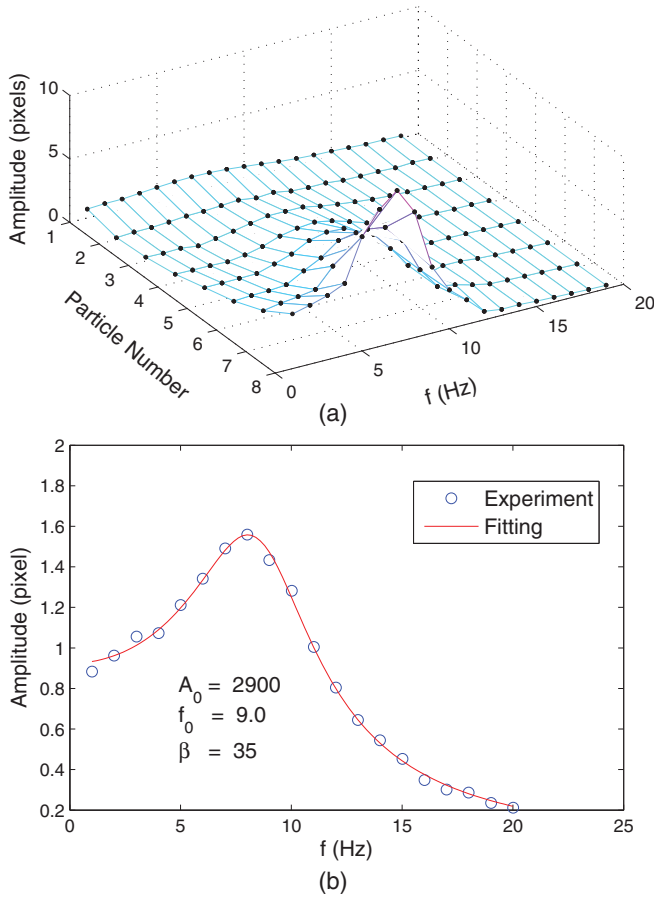 10
5
0
Amplitude (pixels)
1
2
3
4
5
6
7
8
Particle Number
0
5
10
15
20
f (Hz)
(a)
2
1.8
1.6
1.4
1.2
1
0.8
0.6
0.4
0.2
Amplitude (pixel)
Experiment
Fitting
A0 = 2900
f0 = 9.0
β = 35
0
5
10
15
20
25
f (Hz)
(b)